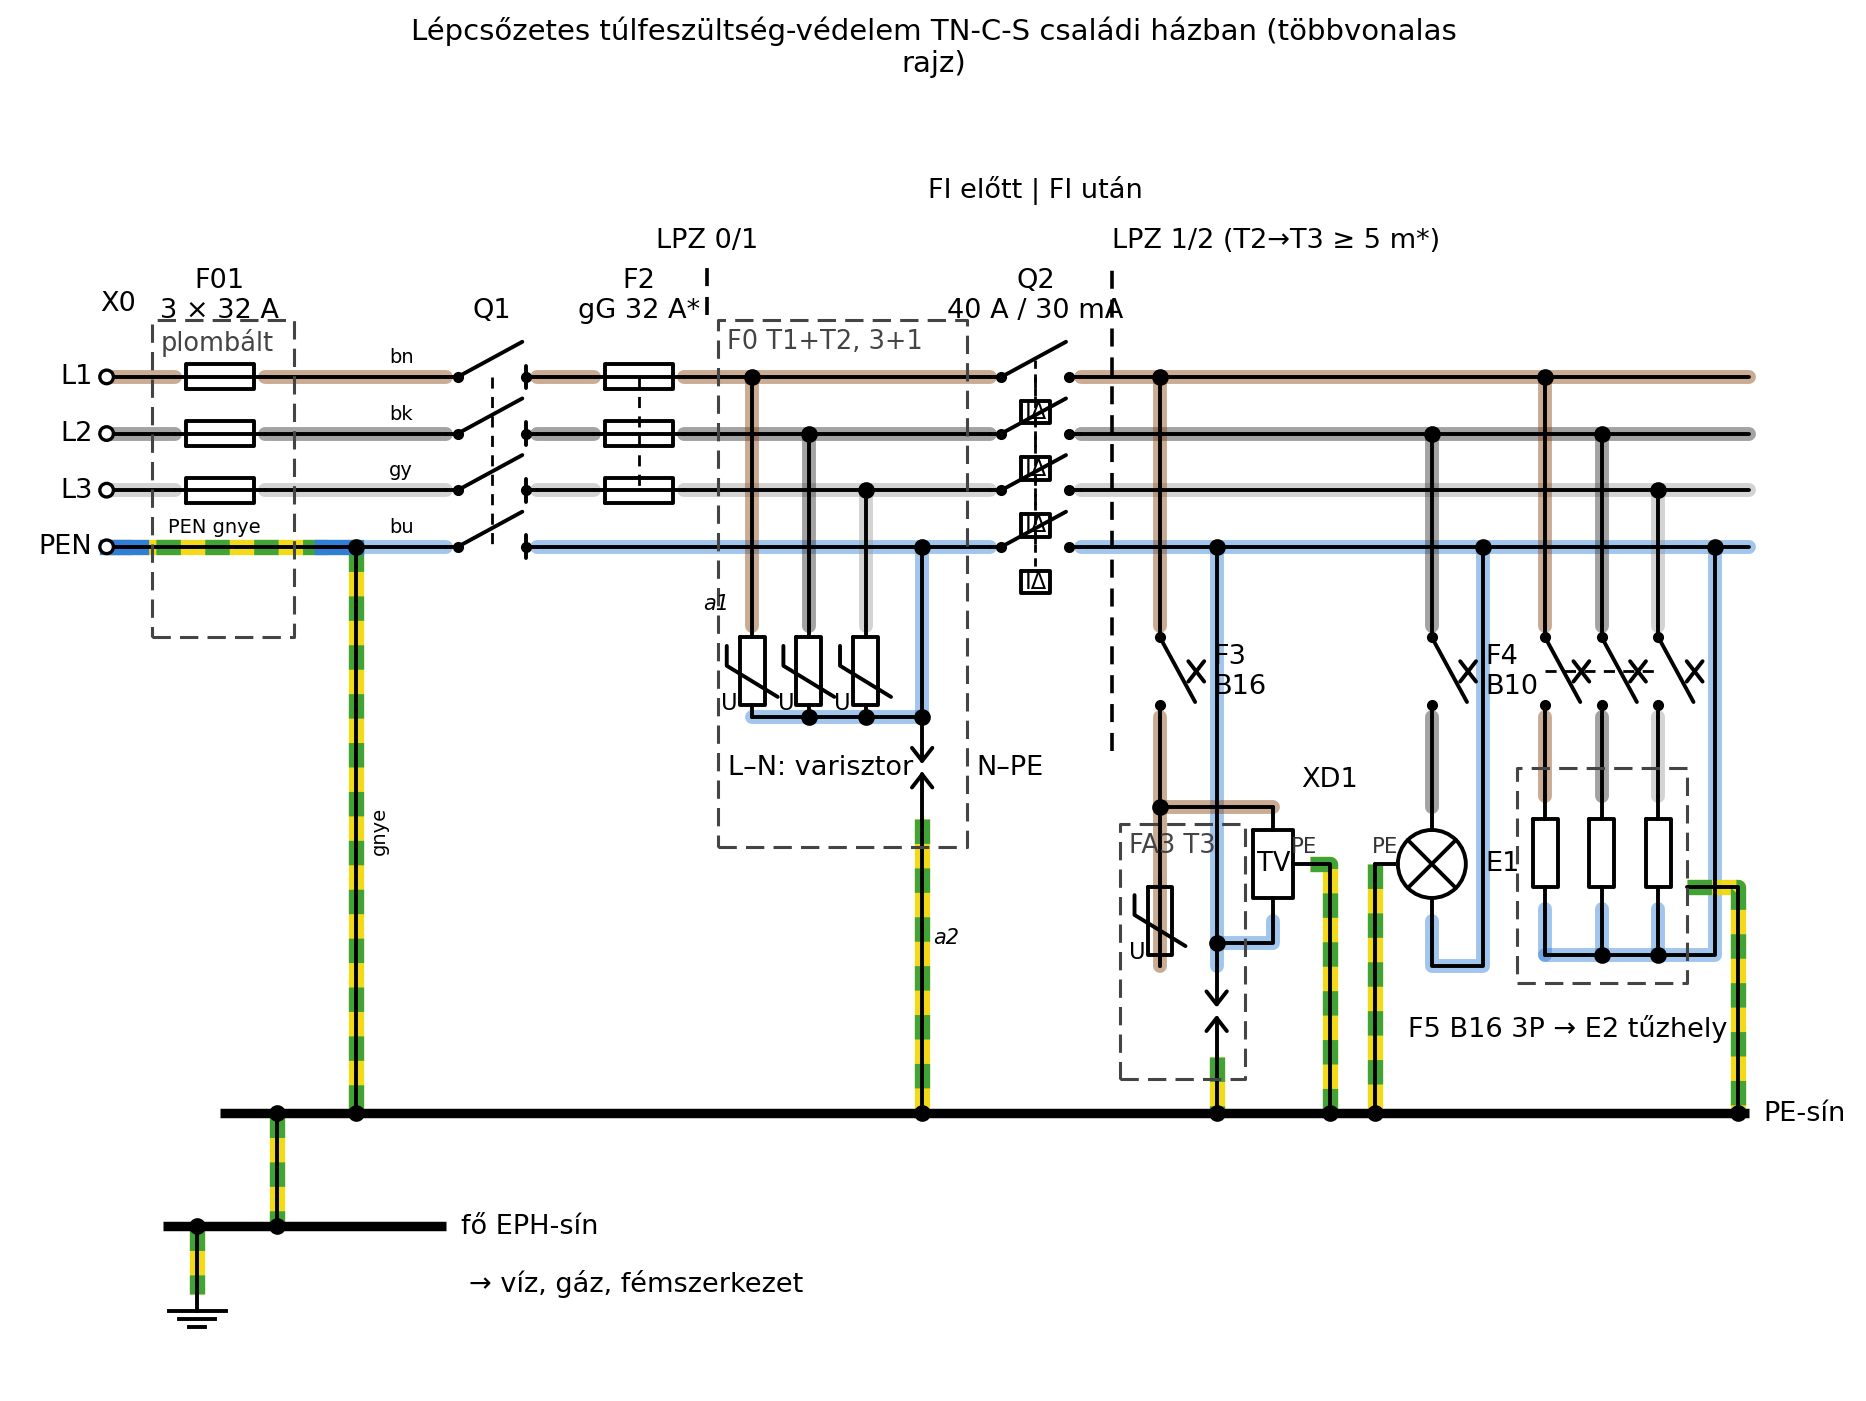 Lépcsőzetes túlfeszültség-védelem TN-C-S családi házban (többvonalas
rajz)
FI előtt | FI után
LPZ 0/1
LPZ 1/2 (T2→T3 ≥ 5 m*)
X0
F01
3 × 32 A
Q1
F2
gG 32 A*
Q2
40 A / 30 mA
plombált
F0 T1+T2, 3+1
L1
bn
L2
bk
IΔ
L3
gy
IΔ
PEN
PEN gnye
bu
IΔ
IΔ
a1
F3
B16
F4
B10
U
U
U
L–N: varisztor
N–PE
XD1
gnye
FA3 T3
TV
PE
PE
E1
a2
U
F5 B16 3P → E2 tűzhely
PE-sín
fő EPH-sín
→ víz, gáz, fémszerkezet